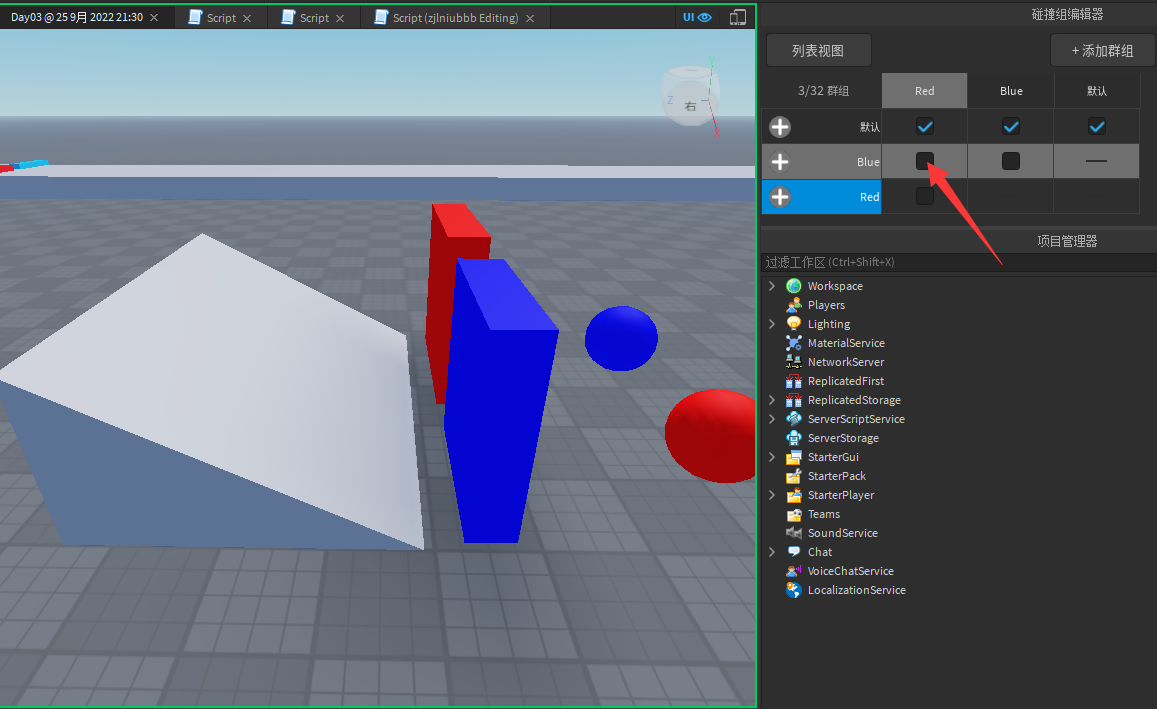 Day03 @ 25 9月 2022 21:30
Script
Script
Script (zjlniubbb Editing)
UI
碰撞组编辑器
列表视图
+ 添加群组
3/32 群组
Red
Blue
默认
默认
Blue
Red
Y
Z
右
X
项目管理器
过滤工作区 (Ctrl+Shift+X)
Workspace
Players
Lighting
MaterialService
NetworkServer
ReplicatedFirst
ReplicatedStorage
ServerScriptService
ServerStorage
StarterGui
StarterPack
StarterPlayer
Teams
SoundService
Chat
VoiceChatService
LocalizationService